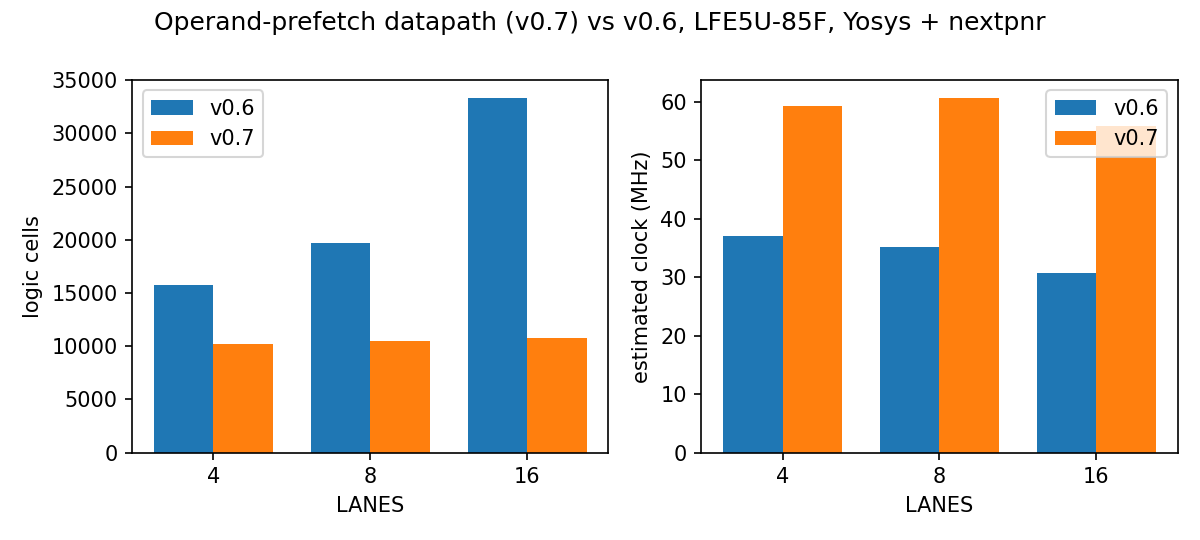 Operand-prefetch datapath (v0.7) vs v0.6, LFE5U-85F, Yosys + nextpnr
35000
30000
25000
20000
15000
10000
5000
0
logic cells
v0.6
v0.7
4
8
16
LANES
60
50
40
30
20
10
0
estimated clock (MHz)
v0.6
v0.7
4
8
16
LANES